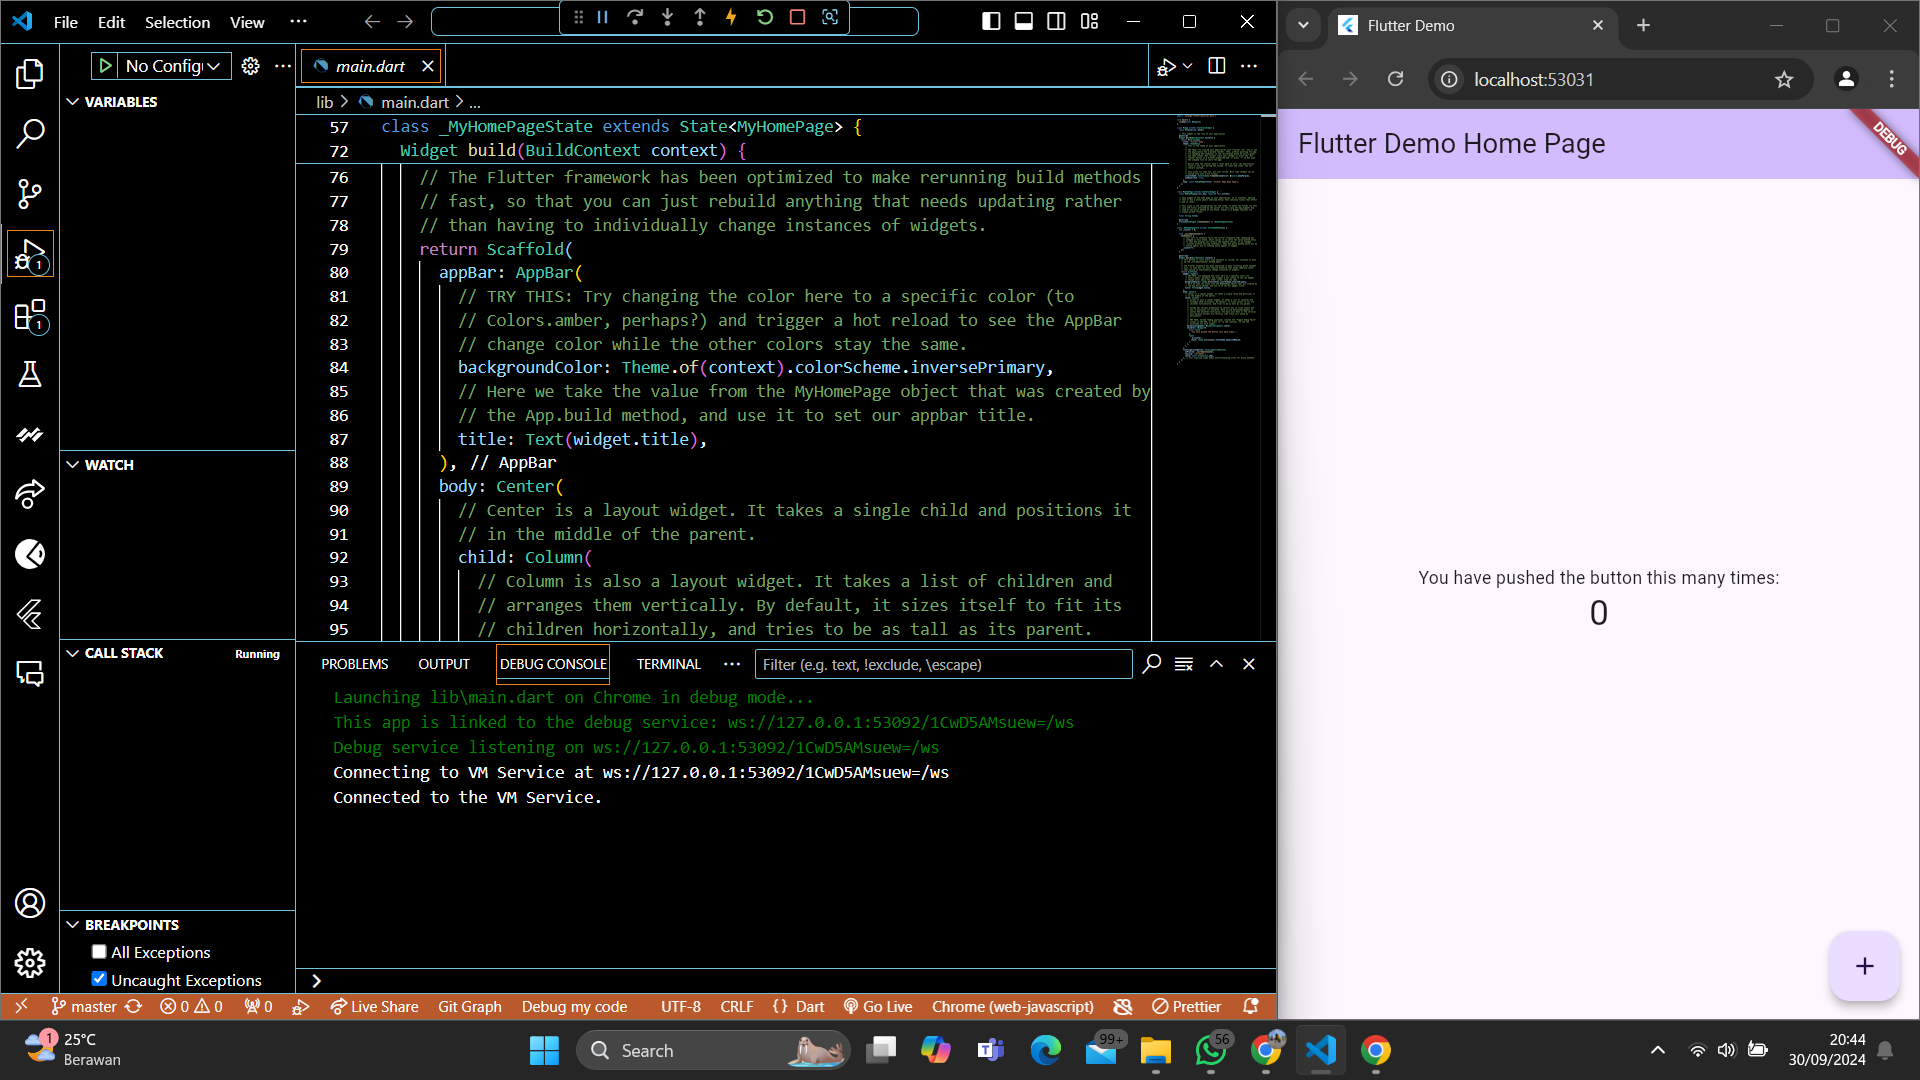 File Edit Selection View ···
No Config
VARIABLES
WATCH
CALL STACK Running
BREAKPOINTS
All Exceptions
Uncaught Exceptions
1
1
main.dart
lib > main.dart > ...
57 class _MyHomePageState extends State<MyHomePage> {
72 Widget build(BuildContext context) {
76 // The Flutter framework has been optimized to make rerunning build methods
77 // fast, so that you can just rebuild anything that needs updating rather
78 // than having to individually change instances of widgets.
79 return Scaffold(
80 appBar: AppBar(
81 // TRY THIS: Try changing the color here to a specific color (to
82 // Colors.amber, perhaps?) and trigger a hot reload to see the AppBar
83 // change color while the other colors stay the same.
84 backgroundColor: Theme.of(context).colorScheme.inversePrimary,
85 // Here we take the value from the MyHomePage object that was created by
86 // the App.build method, and use it to set our appbar title.
87 title: Text(widget.title),
88 ), // AppBar
89 body: Center(
90 // Center is a layout widget. It takes a single child and positions it
91 // in the middle of the parent.
92 child: Column(
93 // Column is also a layout widget. It takes a list of children and
94 // arranges them vertically. By default, it sizes itself to fit its
95 // children horizontally, and tries to be as tall as its parent.
PROBLEMS OUTPUT DEBUG CONSOLE TERMINAL ··· Filter (e.g. text, !exclude, \escape)
Launching lib\main.dart on Chrome in debug mode...
This app is linked to the debug service: ws://127.0.0.1:53092/1CwD5AMsuew=/ws
Debug service listening on ws://127.0.0.1:53092/1CwD5AMsuew=/ws
Connecting to VM Service at ws://127.0.0.1:53092/1CwD5AMsuew=/ws
Connected to the VM Service.
>
master 0 0 0 Live Share Git Graph Debug my code UTF-8 CRLF {} Dart Go Live Chrome (web-javascript) Prettier
Flutter Demo
localhost:53031
Flutter Demo Home Page
DEBUG
You have pushed the button this many times:
0
+
1
25°C
Berawan
Search
99+
56
20:44
30/09/2024